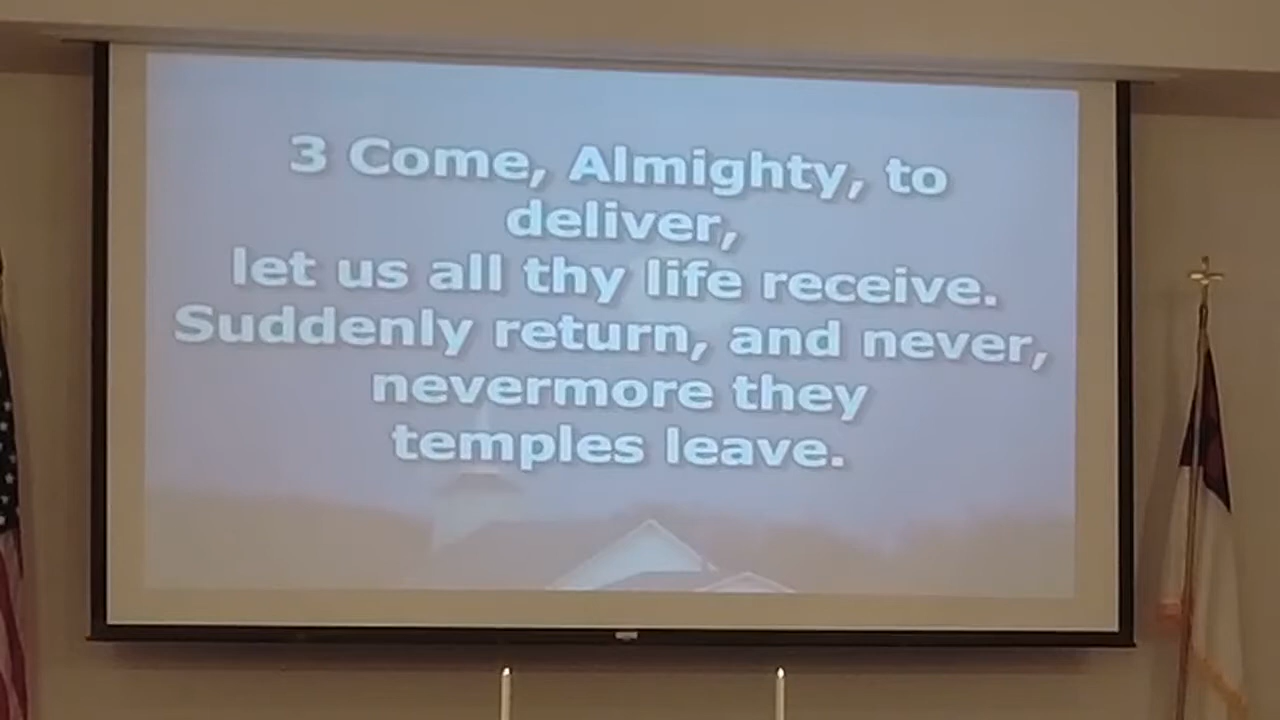 3 Come, Almighty, to
deliver,
let us all thy life receive.
Suddenly return, and never,
nevermore they
temples leave.